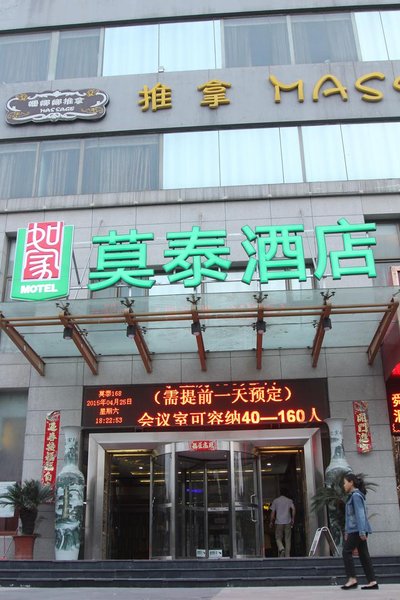 推拿 MASS
MASSAGE
如家
MOTEL
莫泰酒店
莫泰168
2015年04月25日
星期六
18:22:53
（需提前一天预定）
会议室可容纳40—160人